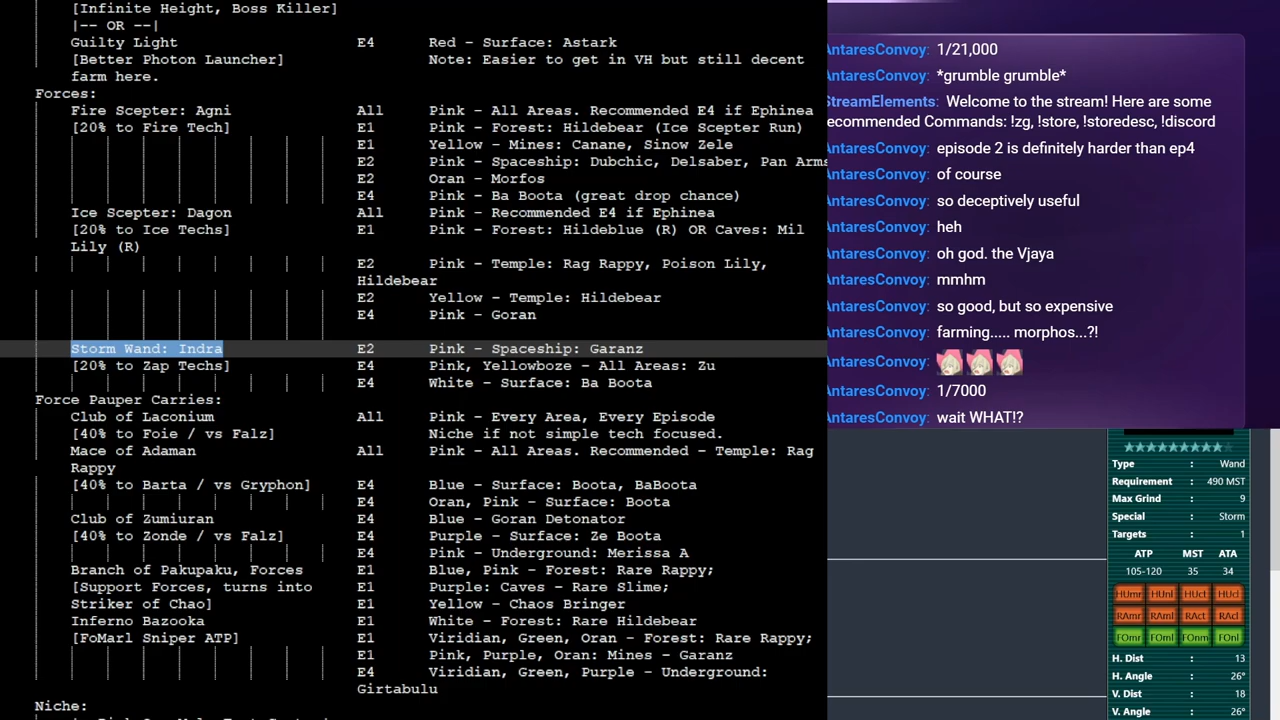 [Infinite Height, Boss Killer]
|-- OR --|
Guilty Light E4 Red - Surface: Astark
[Better Photon Launcher] Note: Easier to get in VH but still decent
farm here.
Forces:
Fire Scepter: Agni All Pink - All Areas. Recommended E4 if Ephinea
[20% to Fire Tech] E1 Pink - Forest: Hildebear (Ice Scepter Run)
E1 Yellow - Mines: Canane, Sinow Zele
E2 Pink - Spaceship: Dubchic, Delsaber, Pan Arms
E2 Oran - Morfos
E4 Pink - Ba Boota (great drop chance)
Ice Scepter: Dagon All Pink - Recommended E4 if Ephinea
[20% to Ice Techs] E1 Pink - Forest: Hildeblue (R) OR Caves: Mil
Lily (R)
E2 Pink - Temple: Rag Rappy, Poison Lily,
Hildebear
E2 Yellow - Temple: Hildebear
E4 Pink - Goran
Storm Wand: Indra E2 Pink - Spaceship: Garanz
[20% to Zap Techs] E4 Pink, Yellowboze - All Areas: Zu
E4 White - Surface: Ba Boota
Force Pauper Carries:
Club of Laconium All Pink - Every Area, Every Episode
[40% to Foie / vs Falz] Niche if not simple tech focused.
Mace of Adaman All Pink - All Areas. Recommended - Temple: Rag
Rappy
[40% to Barta / vs Gryphon] E4 Blue - Surface: Boota, BaBoota
E4 Oran, Pink - Surface: Boota
Club of Zumiuran E4 Blue - Goran Detonator
[40% to Zonde / vs Falz] E4 Purple - Surface: Ze Boota
E4 Pink - Underground: Merissa A
Branch of Pakupaku, Forces E1 Blue, Pink - Forest: Rare Rappy;
[Support Forces, turns into E1 Purple: Caves - Rare Slime;
Striker of Chao] E1 Yellow - Chaos Bringer
Inferno Bazooka E1 White - Forest: Rare Hildebear
[FoMarl Sniper ATP] E1 Viridian, Green, Oran - Forest: Rare Rappy;
E1 Pink, Purple, Oran: Mines - Garanz
E4 Viridian, Green, Purple - Underground:
Girtabulu
Niche:
AntaresConvoy: 1/21,000
AntaresConvoy: *grumble grumble*
StreamElements: Welcome to the stream! Here are some
recommended Commands: !zg, !store, !storedesc, !discord
AntaresConvoy: episode 2 is definitely harder than ep4
AntaresConvoy: of course
AntaresConvoy: so deceptively useful
AntaresConvoy: heh
AntaresConvoy: oh god. the Vjaya
AntaresConvoy: mmhm
AntaresConvoy: so good, but so expensive
AntaresConvoy: farming..... morphos...?!
AntaresConvoy:
AntaresConvoy: 1/7000
AntaresConvoy: wait WHAT!?
Type : Wand
Requirement : 490 MST
Max Grind : 9
Special : Storm
Targets : 1
ATP MST ATA
105-120 35 34
HUmr HUnl HUct HUcl
RAmr RAml RAct RAcl
FOmr FOml FOnm FOnl
H. Dist : 13
H. Angle : 26°
V. Dist : 18
V. Angle : 26°